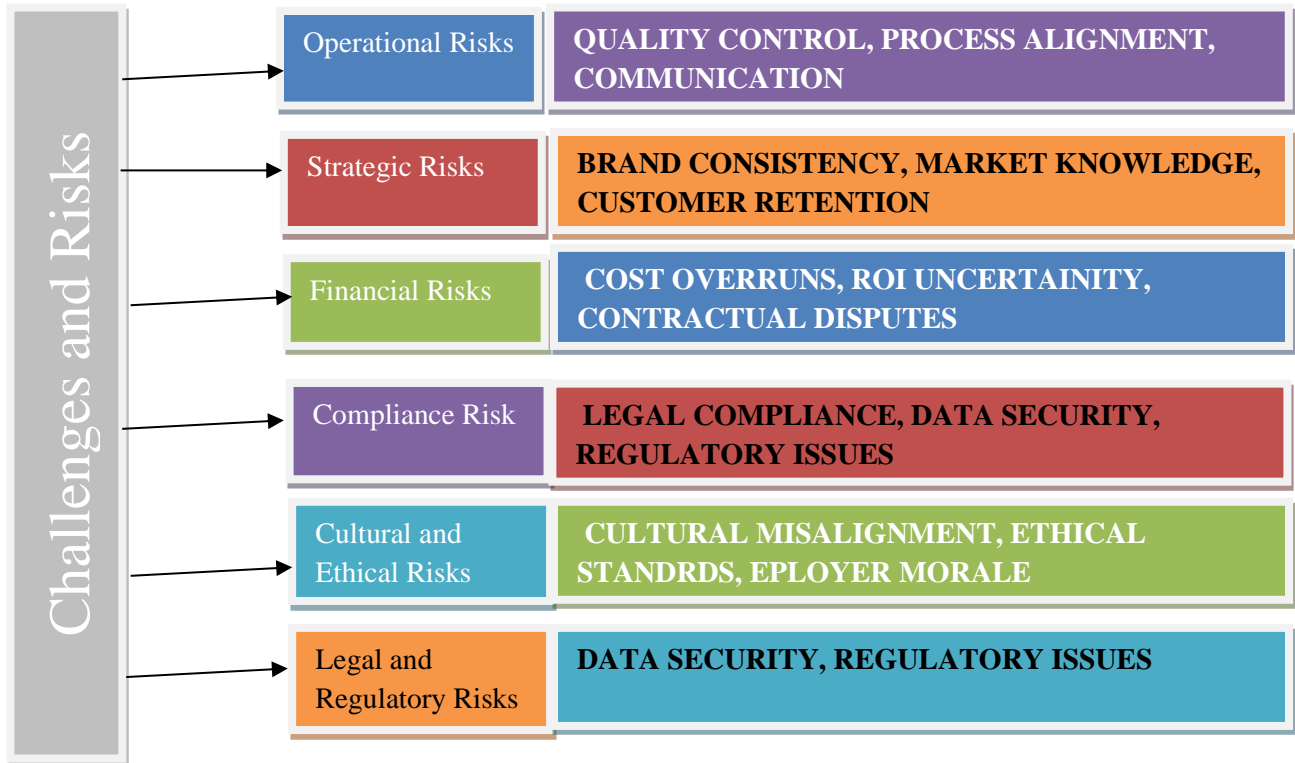 Challenges and Risks
Operational Risks
QUALITY CONTROL, PROCESS ALIGNMENT,
COMMUNICATION
Strategic Risks
BRAND CONSISTENCY, MARKET KNOWLEDGE,
CUSTOMER RETENTION
Financial Risks
COST OVERRUNS, ROI UNCERTAINITY,
CONTRACTUAL DISPUTES
Compliance Risk
LEGAL COMPLIANCE, DATA SECURITY,
REGULATORY ISSUES
Cultural and
Ethical Risks
CULTURAL MISALIGNMENT, ETHICAL
STANDRDS, EPLOYER MORALE
Legal and
Regulatory Risks
DATA SECURITY, REGULATORY ISSUES